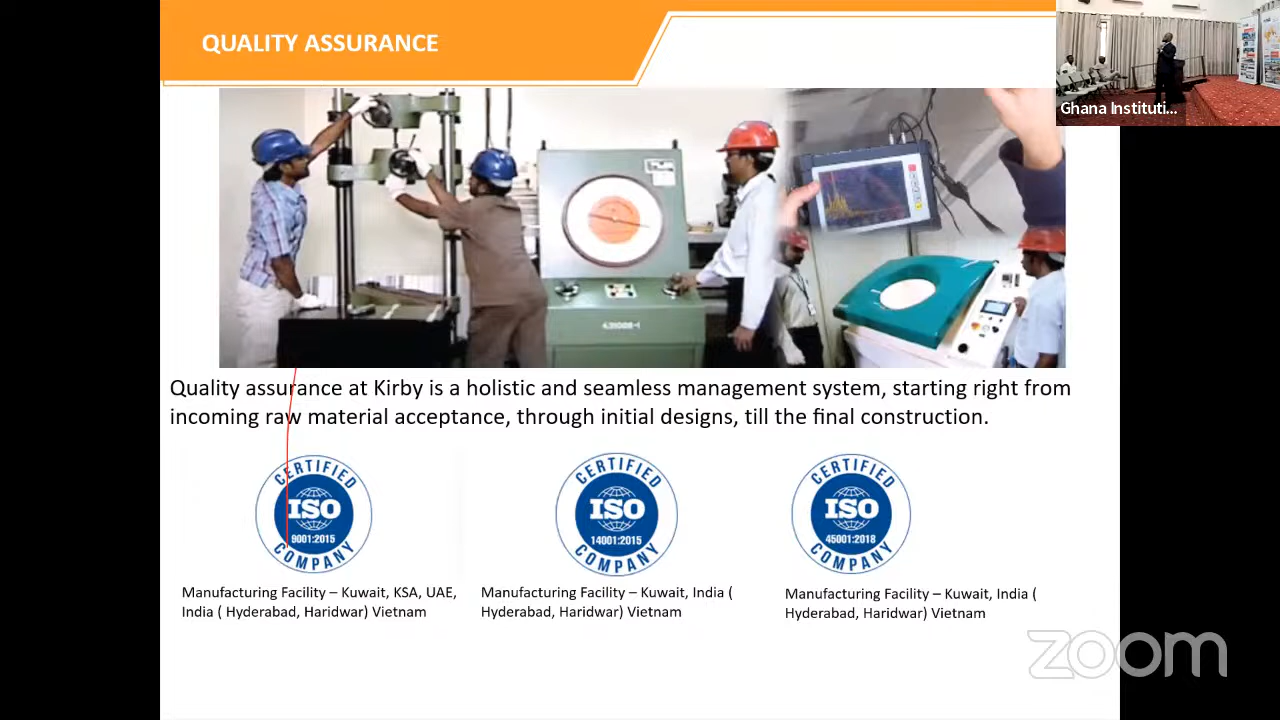 QUALITY ASSURANCE
Ghana Instituti...
Quality assurance at Kirby is a holistic and seamless management system, starting right from
incoming raw material acceptance, through initial designs, till the final construction.
CERTIFIED
ISO
9001:2015
COMPANY
CERTIFIED
ISO
14001:2015
COMPANY
CERTIFIED
ISO
45001:2018
COMPANY
Manufacturing Facility – Kuwait, KSA, UAE,
India ( Hyderabad, Haridwar) Vietnam
Manufacturing Facility – Kuwait, India (
Hyderabad, Haridwar) Vietnam
Manufacturing Facility – Kuwait, India (
Hyderabad, Haridwar) Vietnam
zoom